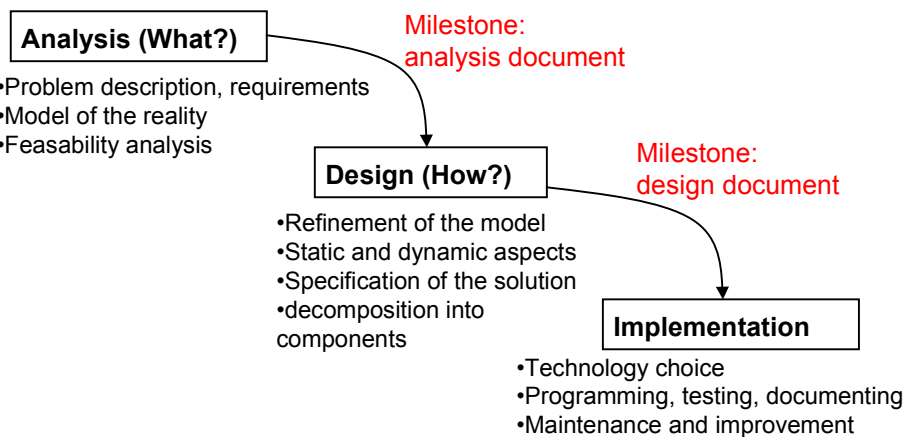 Analysis (What?)
Milestone:
analysis document
•Problem description, requirements
•Model of the reality
•Feasability analysis
Design (How?)
Milestone:
design document
•Refinement of the model
•Static and dynamic aspects
•Specification of the solution
•decomposition into
components
Implementation
•Technology choice
•Programming, testing, documenting
•Maintenance and improvement